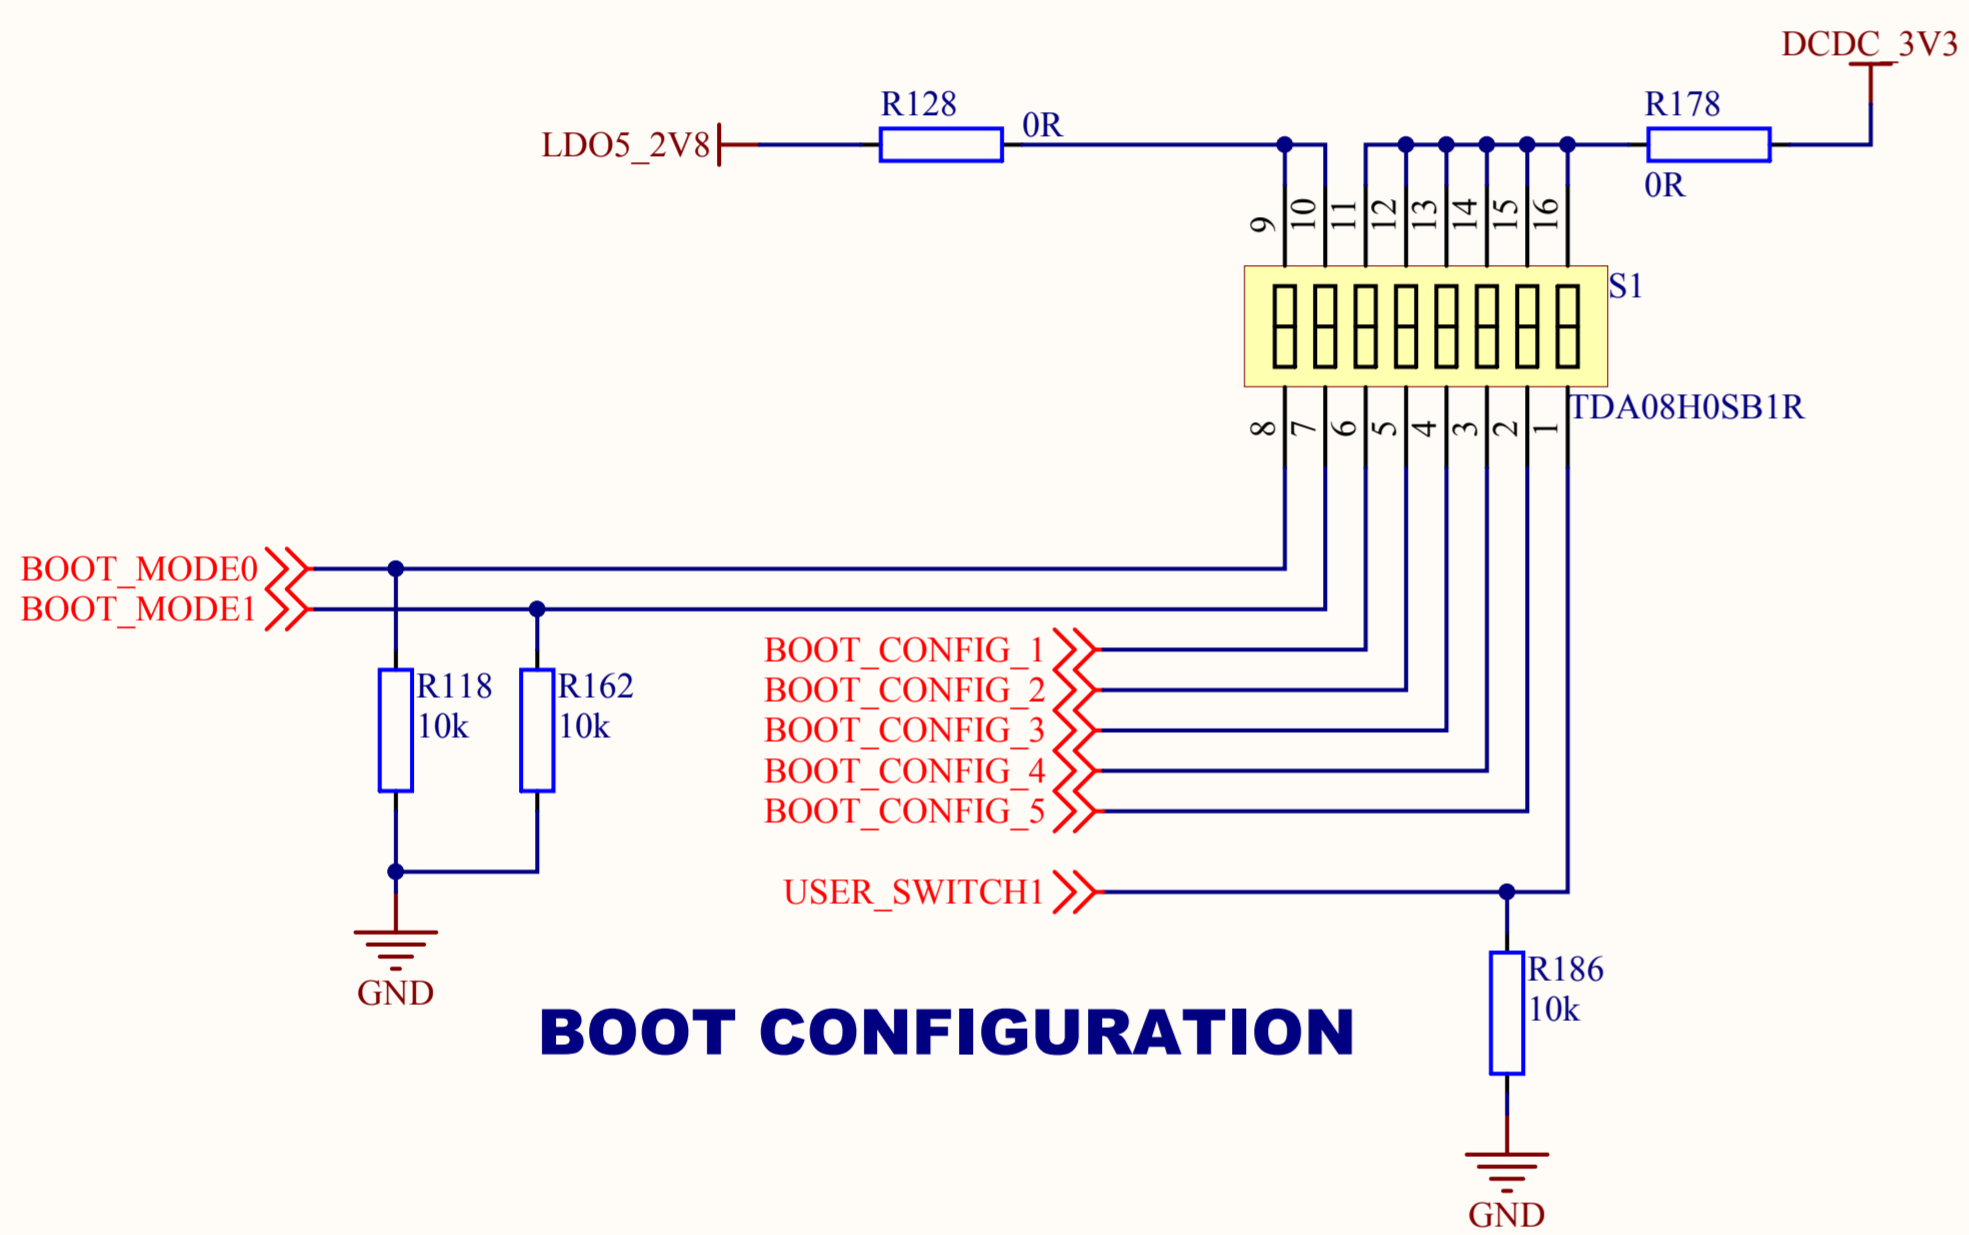 DCDC_3V3
R128
R178
LDO5_2V8
0R
0R
9
10
11
12
13
14
15
16
S1
TDA08H0SB1R
8
7
6
5
4
3
2
1
BOOT_MODE0
BOOT_MODE1
BOOT_CONFIG_1
BOOT_CONFIG_2
BOOT_CONFIG_3
BOOT_CONFIG_4
BOOT_CONFIG_5
R118
10k
R162
10k
USER_SWITCH1
R186
10k
GND
BOOT CONFIGURATION
GND